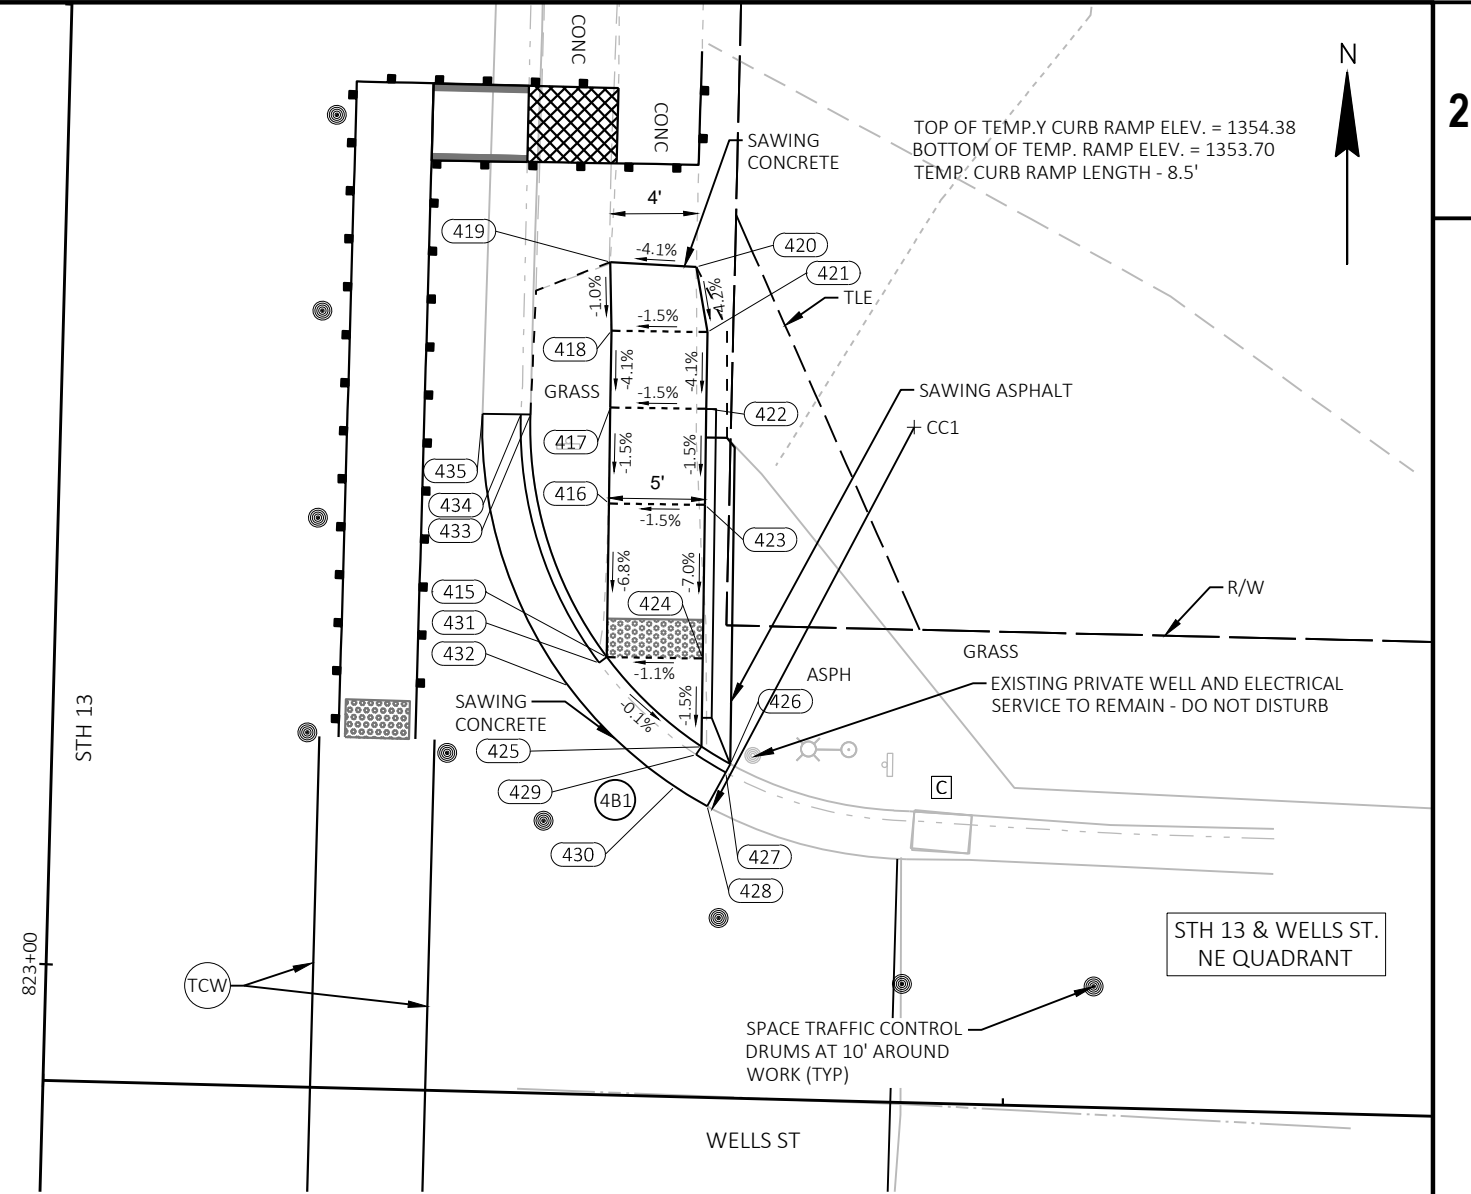 CONC
N
2
CONC
TOP OF TEMP.Y CURB RAMP ELEV. = 1354.38
BOTTOM OF TEMP. RAMP ELEV. = 1353.70
TEMP. CURB RAMP LENGTH - 8.5'
SAWING
CONCRETE
4'
419
-4.1%
420
421
-1.0%
-4.2%
TLE
-1.5%
418
-4.1%
-4.1%
GRASS
-1.5%
SAWING ASPHALT
422
CC1
417
-1.5%
-1.5%
435
5'
416
434
-1.5%
433
423
-6.8%
-7.0%
415
424
R/W
431
432
GRASS
-1.1%
ASPH
EXISTING PRIVATE WELL AND ELECTRICAL
SERVICE TO REMAIN - DO NOT DISTURB
SAWING
CONCRETE
-0.1%
-1.5%
426
STH 13
425
429
4B1
C
430
427
428
STH 13 & WELLS ST.
NE QUADRANT
823+00
TCW
SPACE TRAFFIC CONTROL
DRUMS AT 10' AROUND
WORK (TYP)
WELLS ST